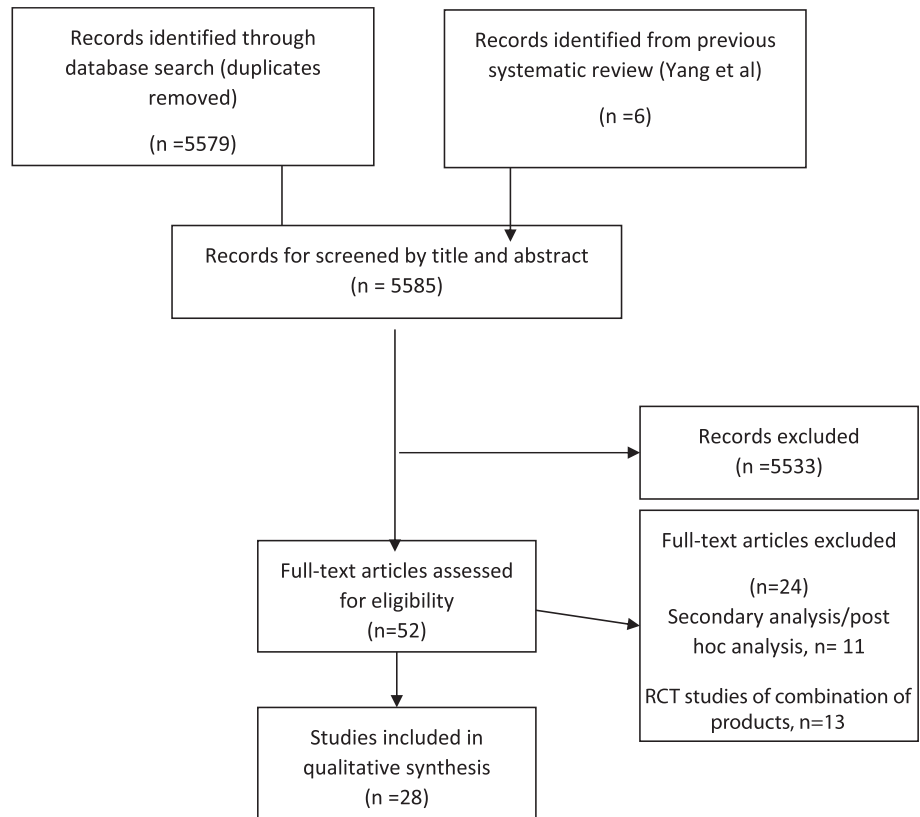 Records identified through
database search (duplicates
removed)
(n =5579)
Records identified from previous
systematic review (Yang et al)
(n =6)
Records for screened by title and abstract
(n = 5585)
Records excluded
(n =5533)
Full-text articles assessed
for eligibility
(n=52)
Full-text articles excluded
(n=24)
Secondary analysis/post
hoc analysis, n= 11
RCT studies of combination of
products, n=13
Studies included in
qualitative synthesis
(n =28)